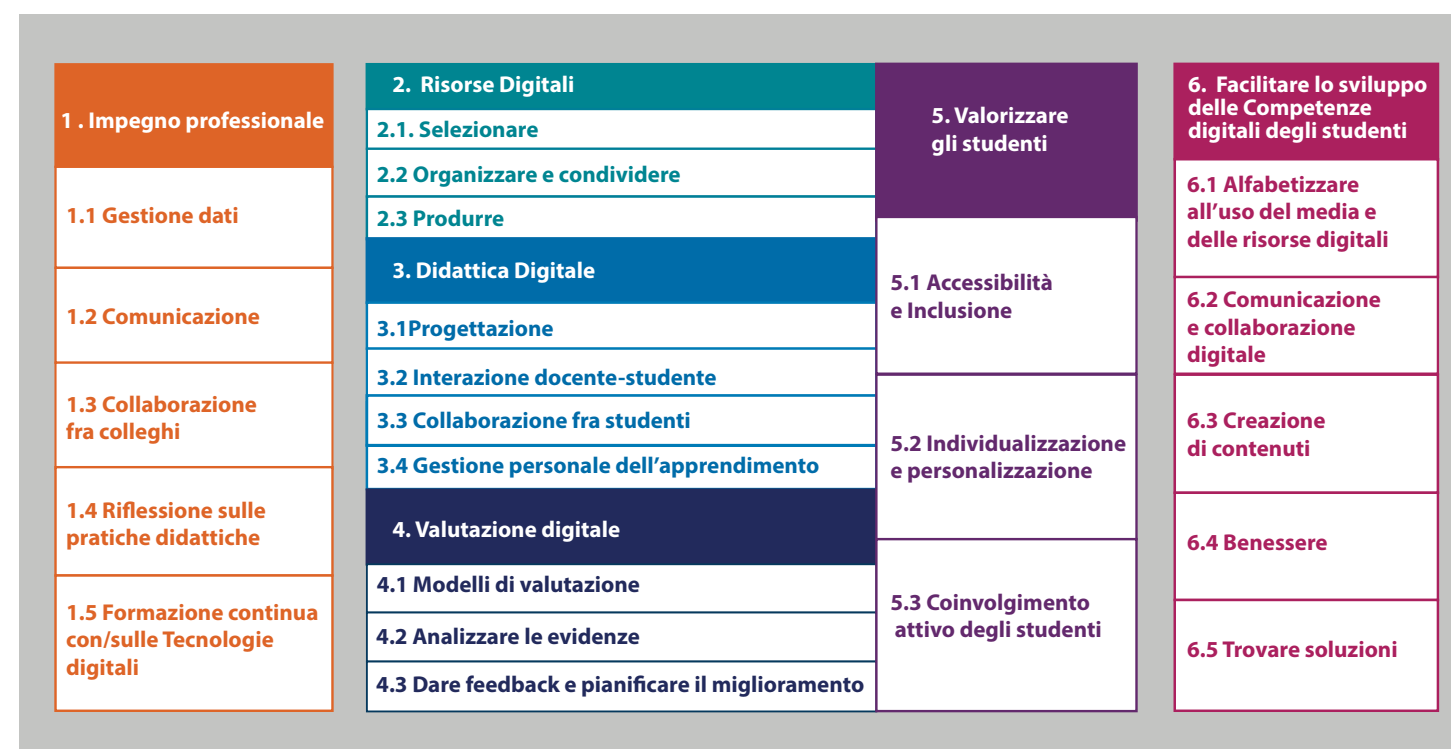 1 . Impegno professionale
1.1 Gestione dati
1.2 Comunicazione
1.3 Collaborazione
fra colleghi
1.4 Riflessione sulle
pratiche didattiche
1.5 Formazione continua
con/sulle Tecnologie
digitali
2. Risorse Digitali
2.1. Selezionare
2.2 Organizzare e condividere
2.3 Produrre
3. Didattica Digitale
3.1Progettazione
3.2 Interazione docente-studente
3.3 Collaborazione fra studenti
3.4 Gestione personale dell’apprendimento
4. Valutazione digitale
4.1 Modelli di valutazione
4.2 Analizzare le evidenze
4.3 Dare feedback e pianificare il miglioramento
5. Valorizzare
gli studenti
5.1 Accessibilità
e Inclusione
5.2 Individualizzazione
e personalizzazione
5.3 Coinvolgimento
attivo degli studenti
6. Facilitare lo sviluppo
delle Competenze
digitali degli studenti
6.1 Alfabetizzare
all’uso del media e
delle risorse digitali
6.2 Comunicazione
e collaborazione
digitale
6.3 Creazione
di contenuti
6.4 Benessere
6.5 Trovare soluzioni